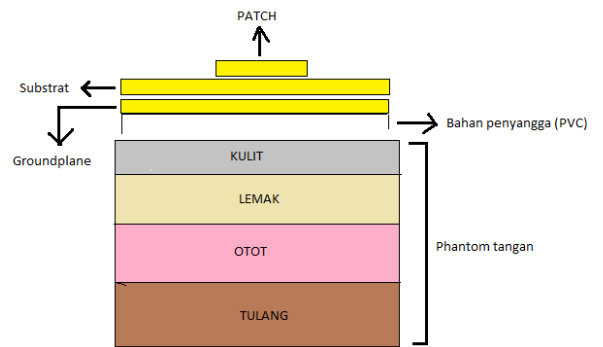 PATCH
Substrat
Bahan penyangga (PVC)
Groundplane
KULIT
LEMAK
OTOT
Phantom tangan
TULANG